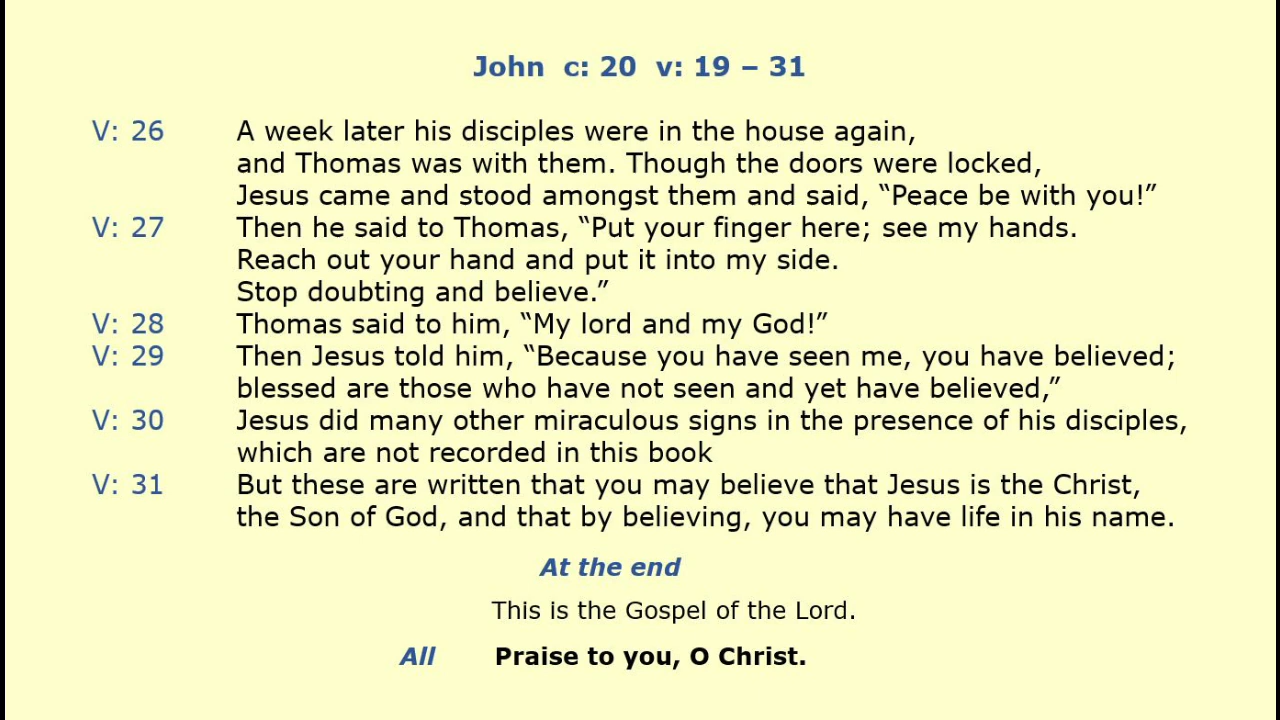 John c: 20 v: 19 – 31
V: 26 A week later his disciples were in the house again,
and Thomas was with them. Though the doors were locked,
Jesus came and stood amongst them and said, “Peace be with you!”
V: 27 Then he said to Thomas, “Put your finger here; see my hands.
Reach out your hand and put it into my side.
Stop doubting and believe.”
V: 28 Thomas said to him, “My lord and my God!”
V: 29 Then Jesus told him, “Because you have seen me, you have believed;
blessed are those who have not seen and yet have believed,”
V: 30 Jesus did many other miraculous signs in the presence of his disciples,
which are not recorded in this book
V: 31 But these are written that you may believe that Jesus is the Christ,
the Son of God, and that by believing, you may have life in his name.
At the end
This is the Gospel of the Lord.
All Praise to you, O Christ.